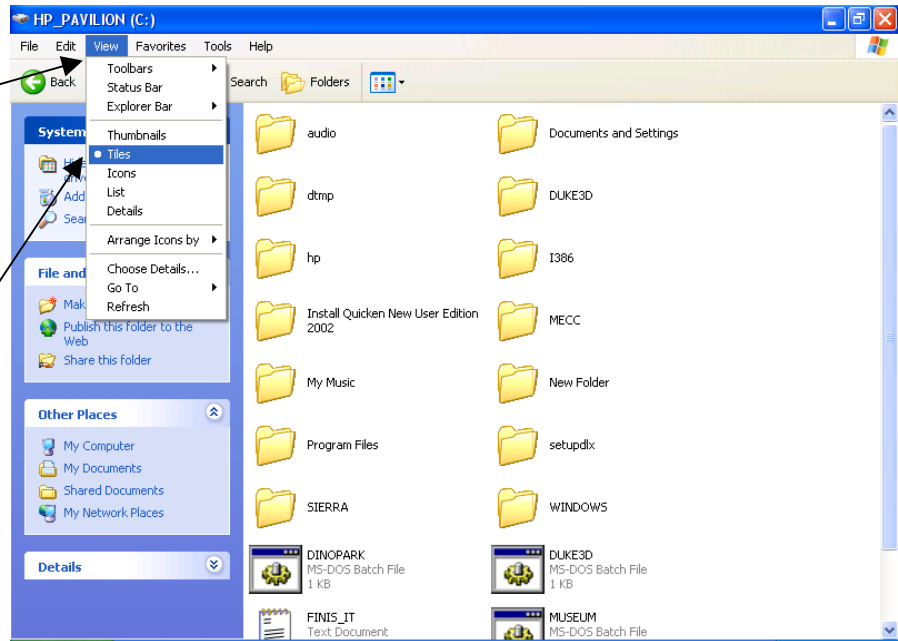 HP_PAVILION (C:)
File Edit View Favorites Tools Help
Back
Search Folders
Toolbars
Status Bar
Explorer Bar
Thumbnails
Tiles
Icons
List
Details
Arrange Icons by
Choose Details...
Go To
Refresh
System
Add
File and
Publish this folder to the
Web
Share this folder
Other Places
My Computer
My Documents
Shared Documents
My Network Places
Details
audio
Documents and Settings
dtmp
DUKE3D
hp
I386
Install Quicken New User Edition
2002
MECC
My Music
New Folder
Program Files
setupdlx
SIERRA
WINDOWS
DINOPARK
MS-DOS Batch File
1 KB
DUKE3D
MS-DOS Batch File
1 KB
FINIS_IT
Text Document
MUSEUM
MS-DOS Batch File